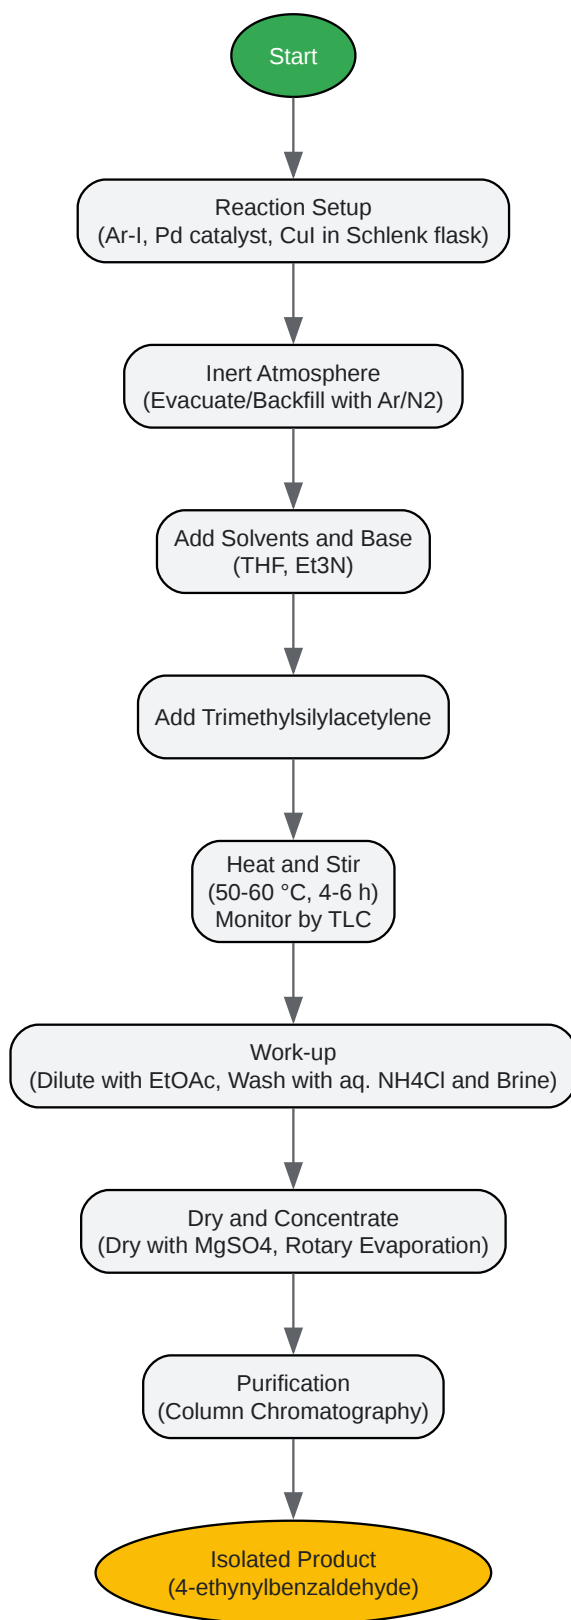 Start
Reaction Setup
(Ar-I, Pd catalyst, CuI in Schlenk flask)
Inert Atmosphere
(Evacuate/Backfill with Ar/N2)
Add Solvents and Base
(THF, Et3N)
Add Trimethylsilylacetylene
Heat and Stir
(50-60 °C, 4-6 h)
Monitor by TLC
Work-up
(Dilute with EtOAc, Wash with aq. NH4Cl and Brine)
Dry and Concentrate
(Dry with MgSO4, Rotary Evaporation)
Purification
(Column Chromatography)
Isolated Product
(4-ethynylbenzaldehyde)